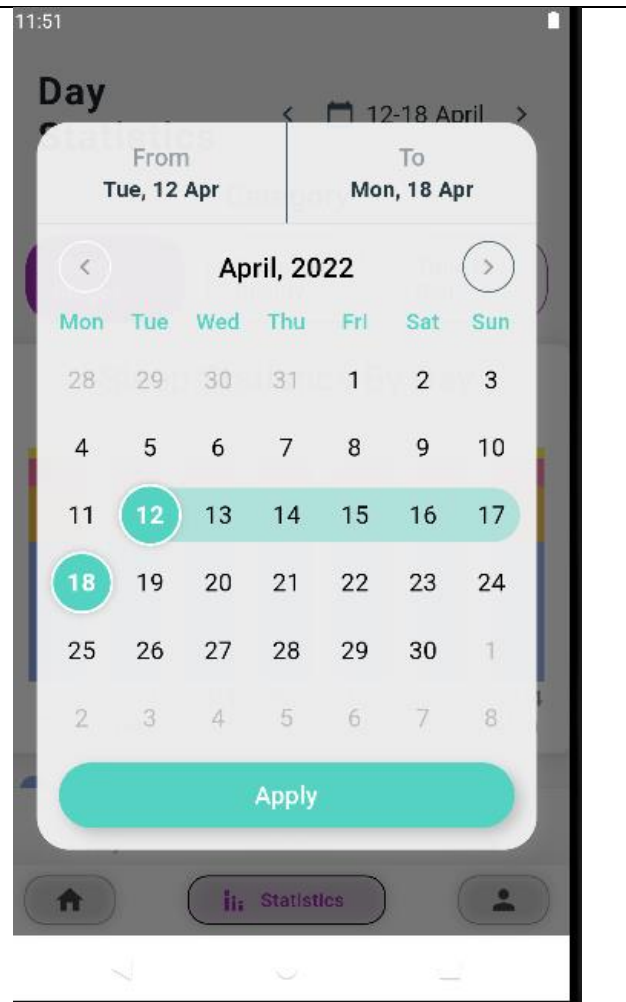 11:51
Day
Statistics
12-18 April
From To
Tue, 12 Apr Mon, 18 Apr
April, 2022
Mon Tue Wed Thu Fri Sat Sun
28 29 30 31 1 2 3
4 5 6 7 8 9 10
11 12 13 14 15 16 17
18 19 20 21 22 23 24
25 26 27 28 29 30 1
2 3 4 5 6 7 8
Apply
Statistics